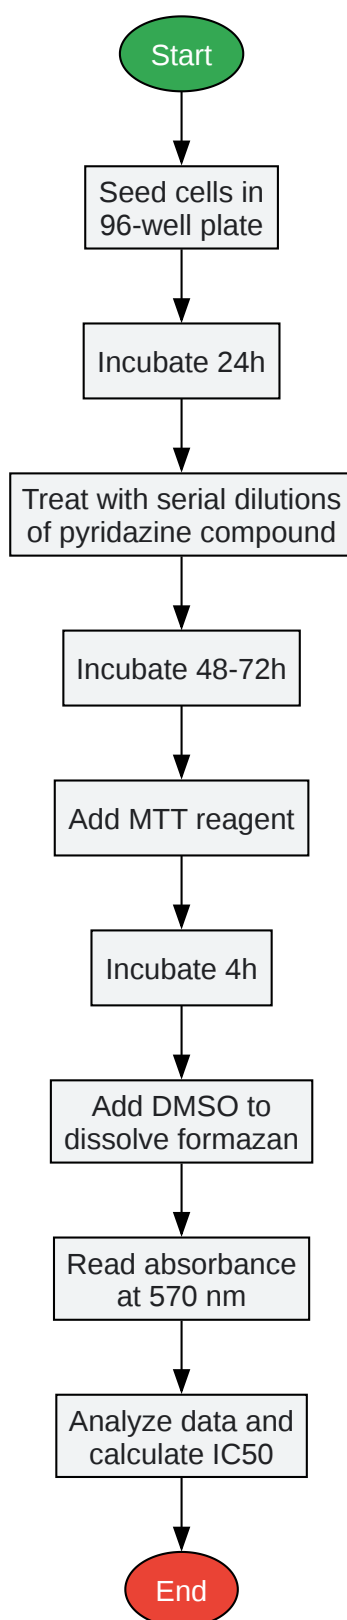 Start
Seed cells in
96-well plate
Incubate 24h
Treat with serial dilutions
of pyridazine compound
Incubate 48-72h
Add MTT reagent
Incubate 4h
Add DMSO to
dissolve formazan
Read absorbance
at 570 nm
Analyze data and
calculate IC50
End